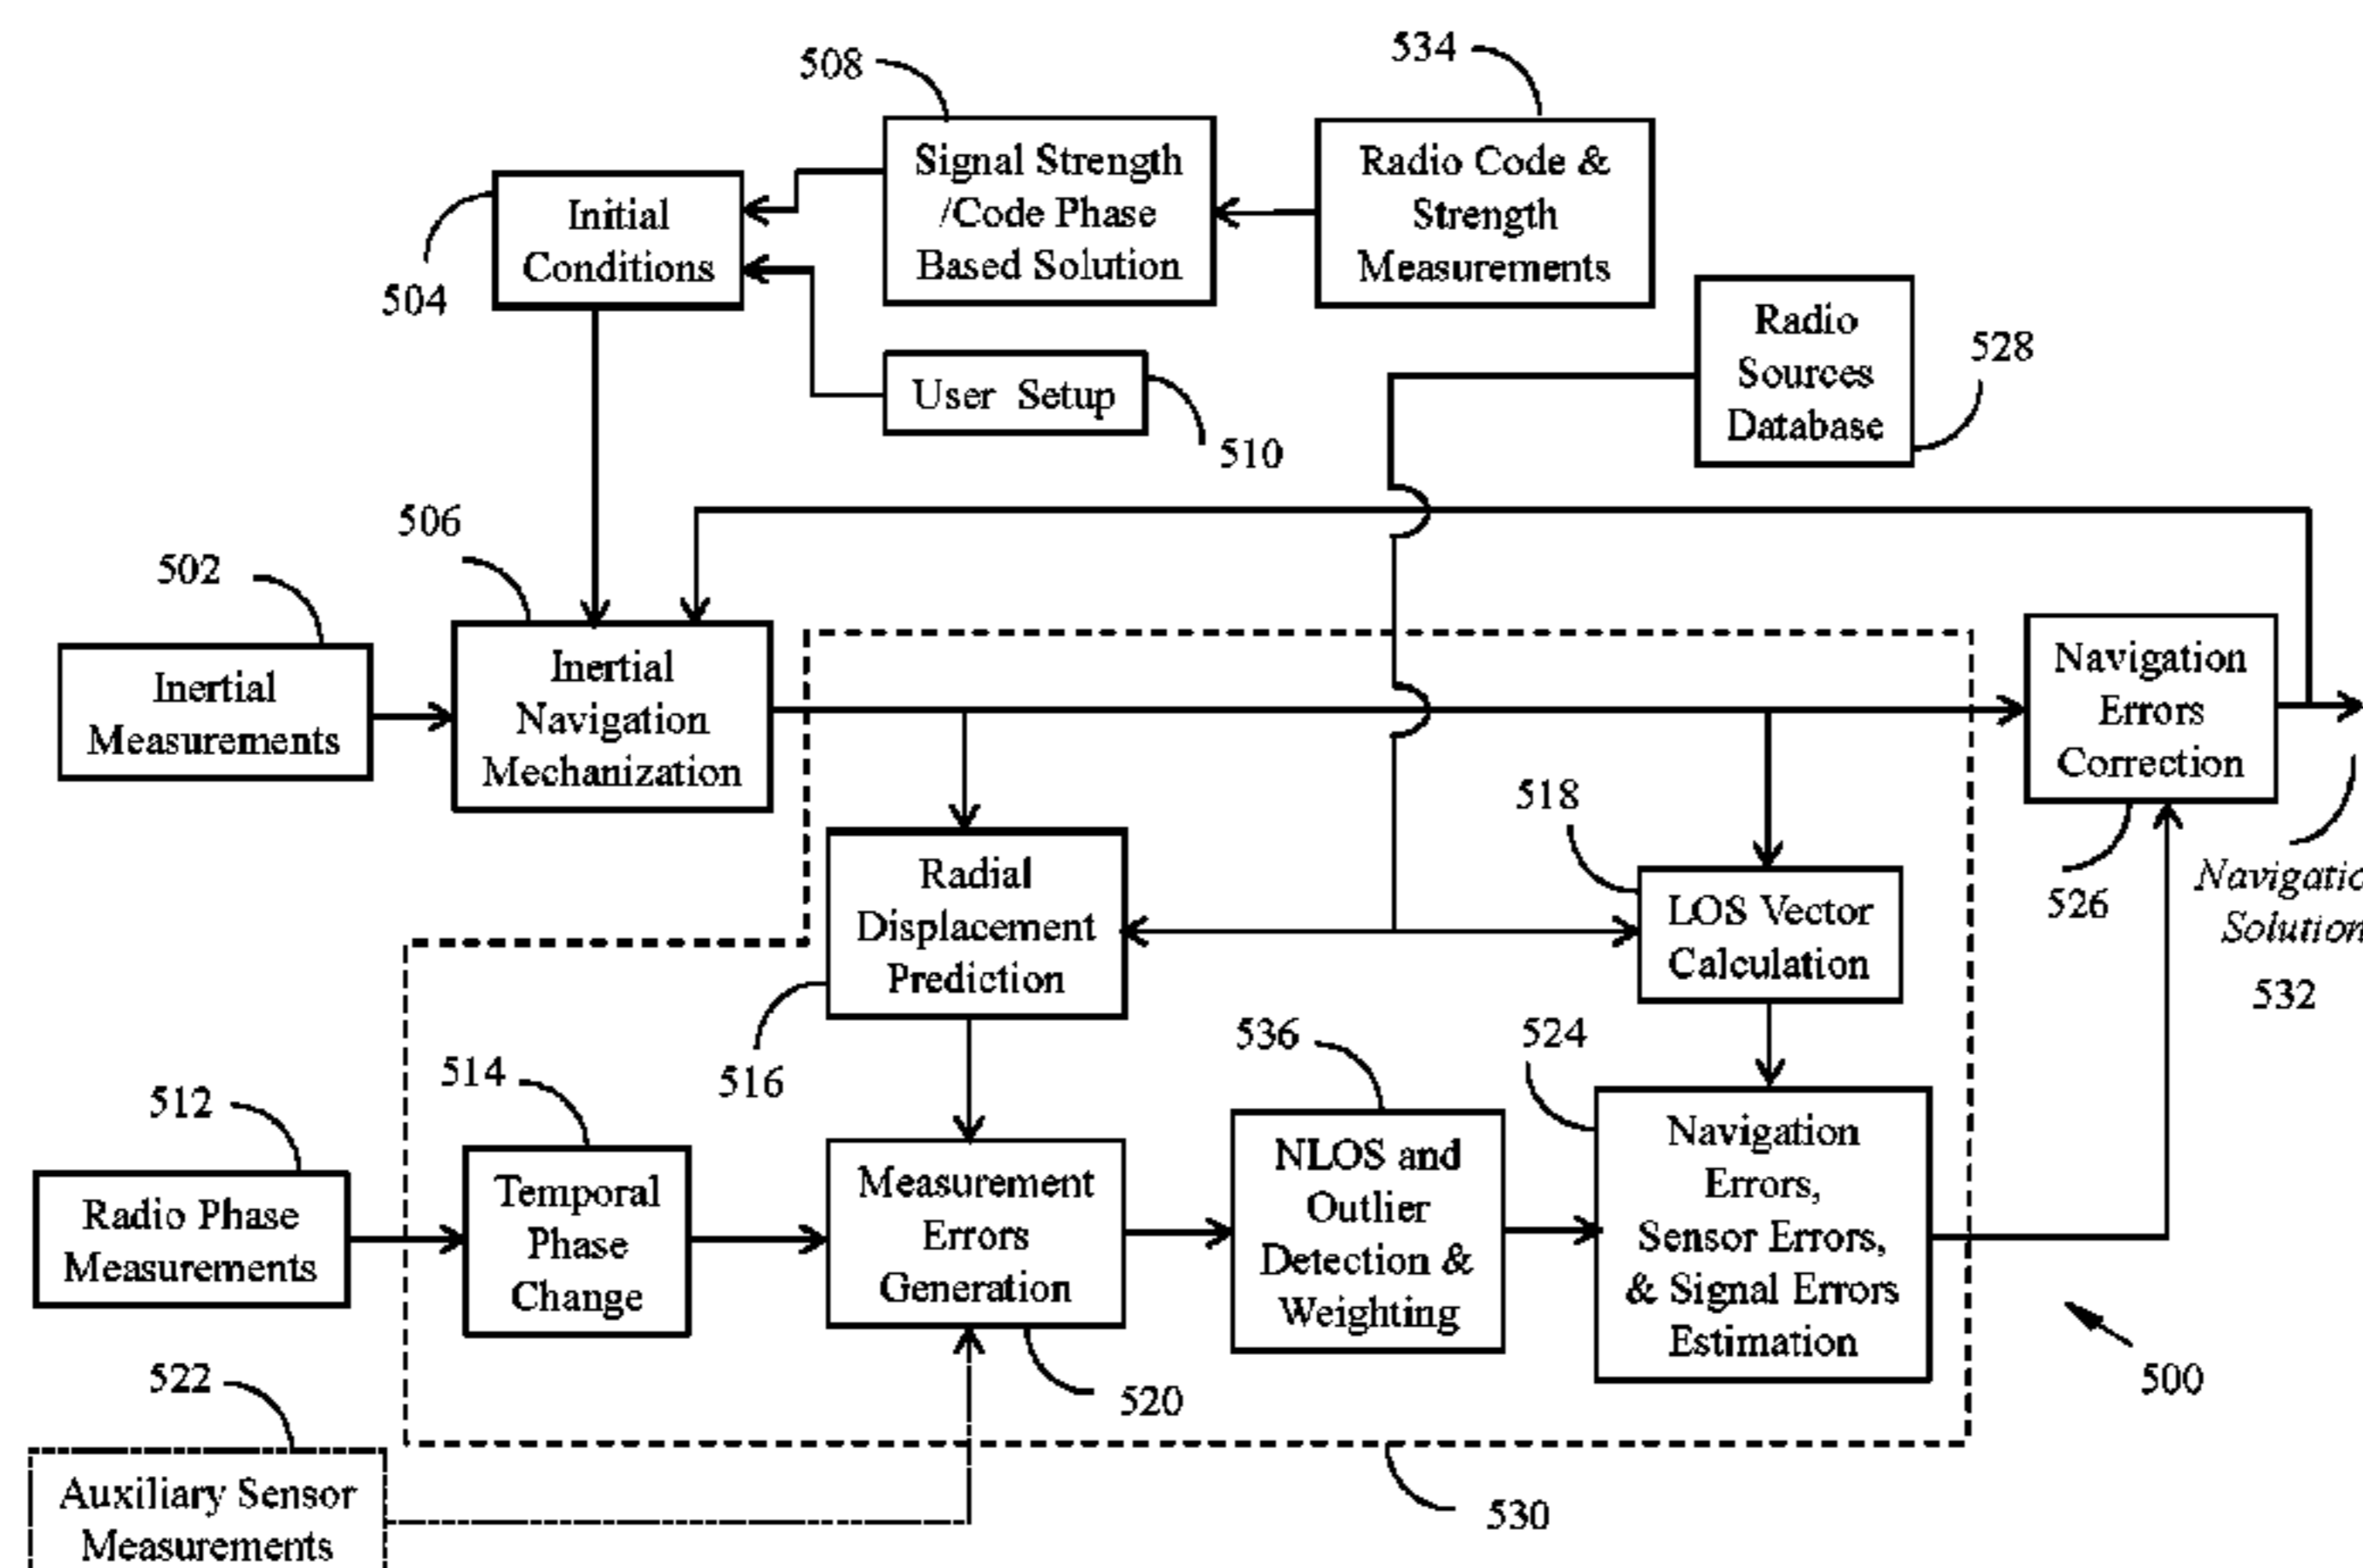 508
534
Signal Strength
/Code Phase
Based Solution
Radio Code &
Strength
Measurements
Initial
Conditions
504
Radio
Sources
Database
528
User Setup
510
506
502
Inertial
Measurements
Inertial
Navigation
Mechanization
Navigation
Errors
Correction
526
Navigatio
Solution
532
518
LOS Vector
Calculation
Radial
Displacement
Prediction
516
536
524
514
512
Radio Phase
Measurements
Temporal
Phase
Change
Measurement
Errors
Generation
NLOS and
Outlier
Detection &
Weighting
Navigation
Errors,
Sensor Errors,
& Signal Errors
Estimation
500
522
520
Auxiliary Sensor
Measurements
530